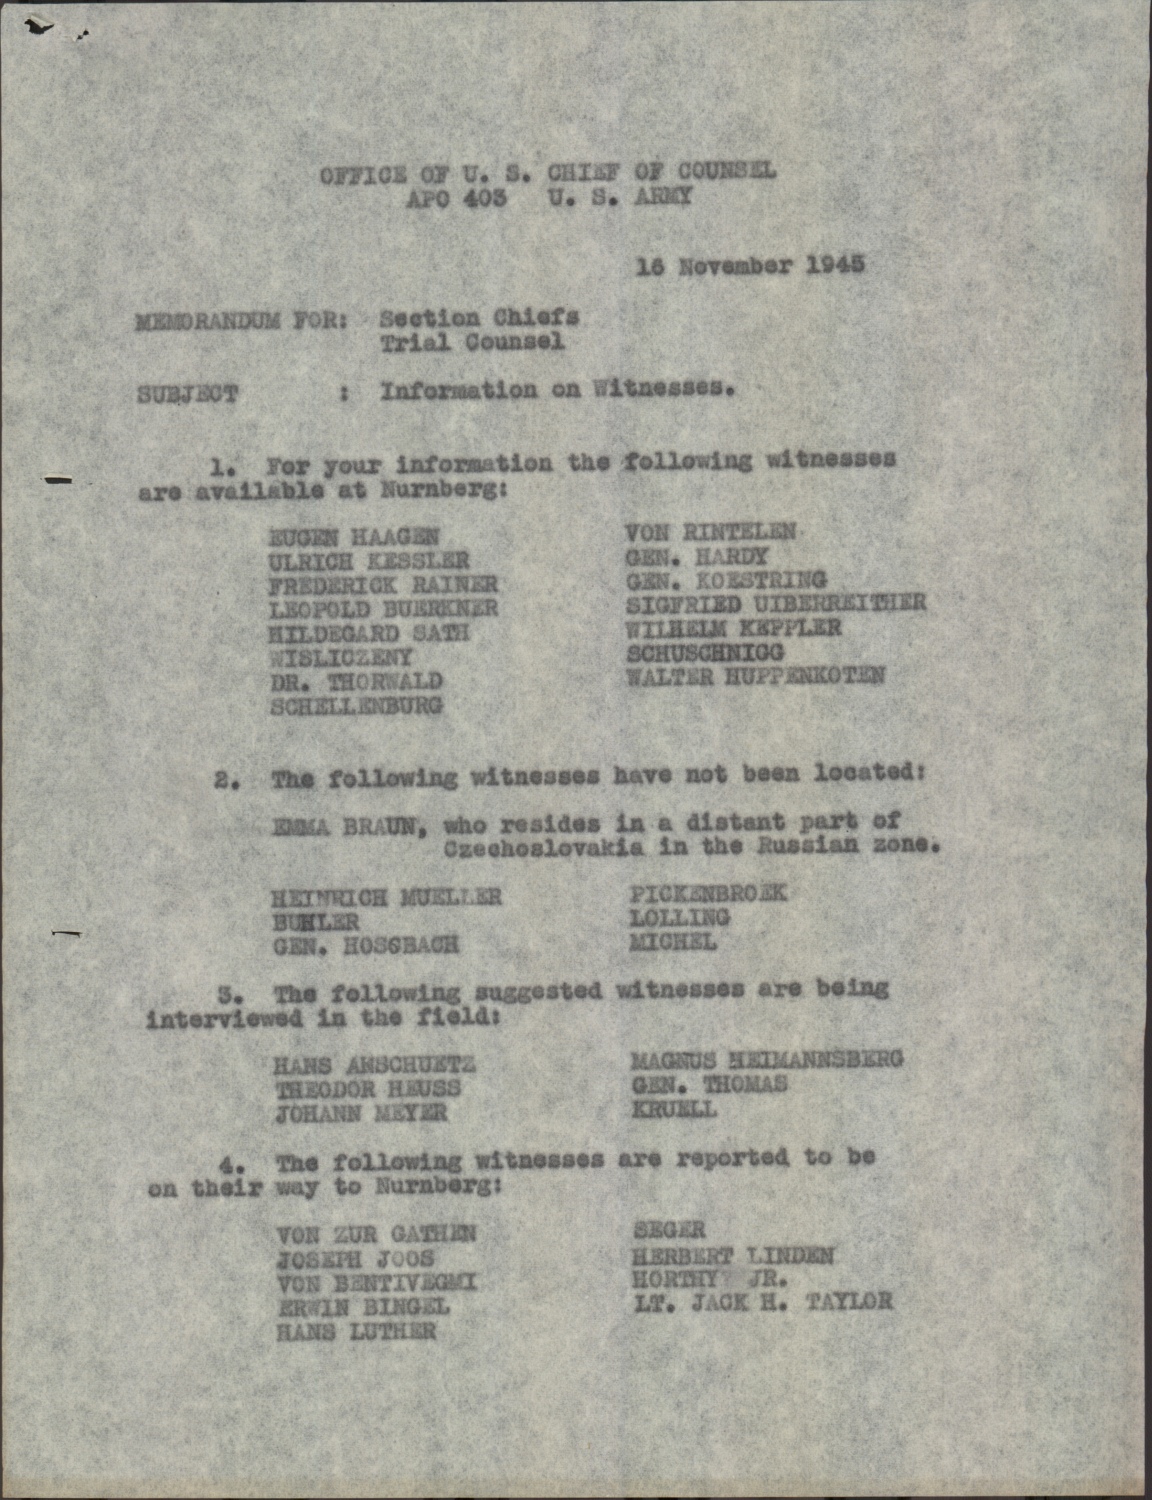 OFFICE OF U. S. CHIEF OF COUNSEL
APO 403 U. S. ARMY
16 November 1945
MEMORANDUM FOR: Section Chiefs
Trial Counsel
SUBJECT : Information on Witnesses.
1. For your information the following witnesses
are available at Nurnberg:
EUGEN HAAGEN VON RINTELEN
ULRICH KESSLER GEN. HARDY
FREDERICK RAINER GEN. KOESTRING
LEOPOLD BUERKNER SIGFRIED UIBERREITHER
HILDEGARD SATH WILHELM KEPPLER
WISLICZENY SCHUSCHNIGG
DR. THORWALD WALTER HUPPENKOTEN
SCHELLENBURG
2. The following witnesses have not been located:
EMMA BRAUN, who resides in a distant part of
Czechoslovakia in the Russian zone.
HEINRICH MUELLER PICKENBROEK
BUHLER LOLLING
GEN. HOSGBACH MICHEL
3. The following suggested witnesses are being
interviewed in the field:
HANS ANSCHUETZ MAGNUS HEIMANNSBERG
THEODOR HEUSS GEN. THOMAS
JOHANN MEYER KRUELL
4. The following witnesses are reported to be
on their way to Nurnberg:
VON ZUR GATHEN SEGER
JOSEPH JOOS HERBERT LINDEN
VON BENTIVEGMI HORTHY JR.
ERWIN BINGEL LT. JACK H. TAYLOR
HANS LUTHER